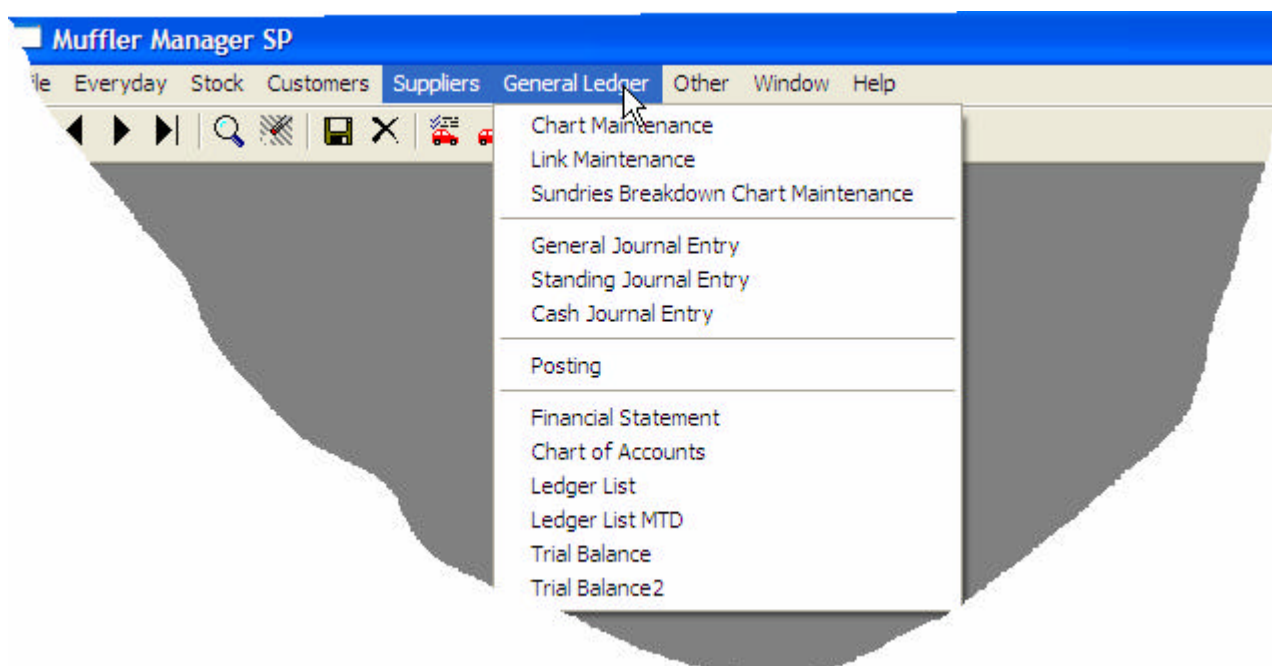 Muffler Manager SP
ile Everyday Stock Customers Suppliers General Ledger Other Window Help
Chart Maintenance
Link Maintenance
Sundries Breakdown Chart Maintenance
General Journal Entry
Standing Journal Entry
Cash Journal Entry
Posting
Financial Statement
Chart of Accounts
Ledger List
Ledger List MTD
Trial Balance
Trial Balance2